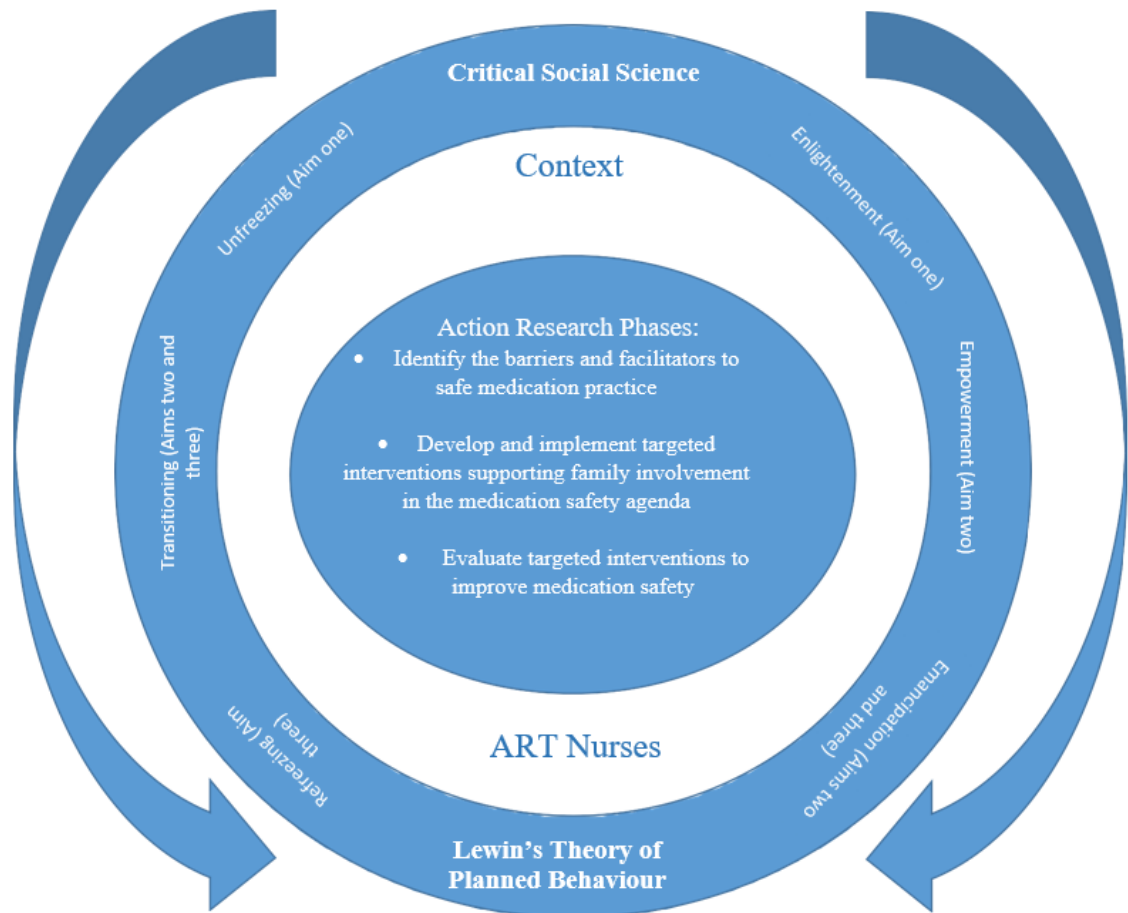 Critical Social Science
Context
Unfreezing (Aim one)
Enlightenment (Aim one)
Action Research Phases:
• Identify the barriers and facilitators to
safe medication practice
• Develop and implement targeted
interventions supporting family involvement
in the medication safety agenda
• Evaluate targeted interventions to
improve medication safety
Transitioning (Aims two and
three)
Empowerment (Aim two)
Refreezing (Aim
three)
Emancipation (Aims two
and three)
ART Nurses
Lewin’s Theory of
Planned Behaviour